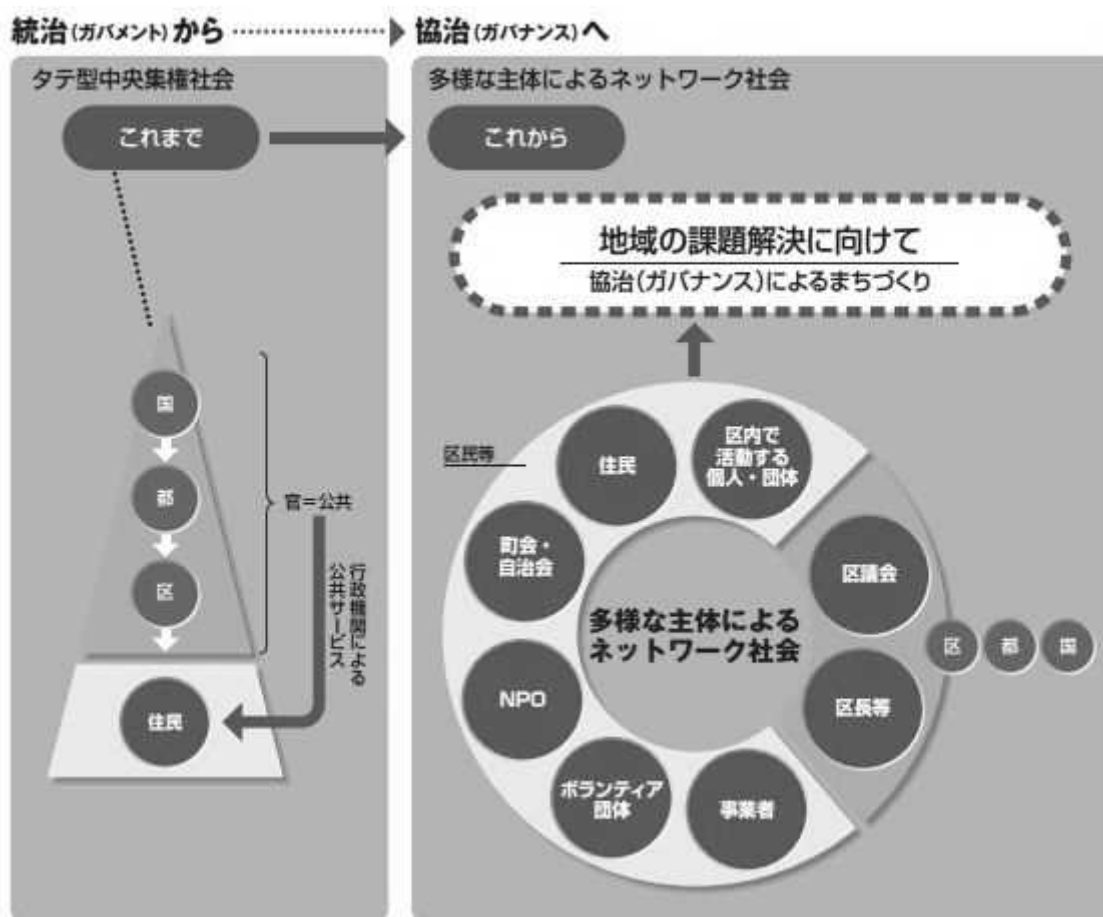 統治(ガバメント)から
協治(ガバナンス)へ
タテ型中央集権社会
これまで
国
都
区
住民
官=公共
行政機関による
公共サービス
多様な主体によるネットワーク社会
これから
地域の課題解決に向けて
協治(ガバナンス)によるまちづくり
区民等
住民
区内で
活動する
個人・団体
町会・
自治会
区議会
多様な主体による
ネットワーク社会
区 都 国
NPO
区長等
ボランティア
団体
事業者